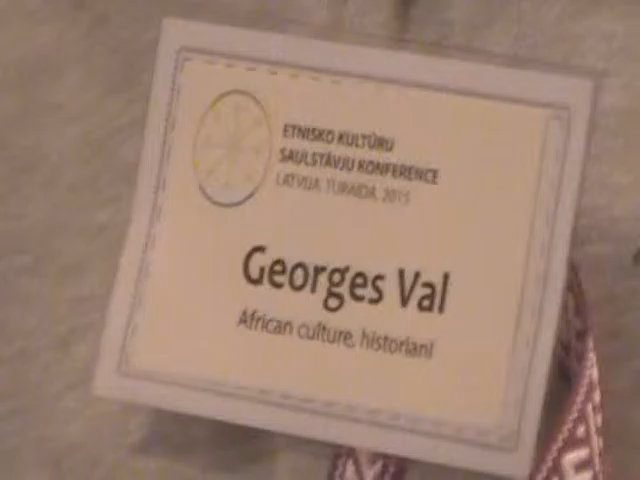 ETNISKO KULTŪRU
SAULSTĀVJU KONFERENCE
LATVIJA, TURAIDA, 2015
Georges Val
African culture, historian!